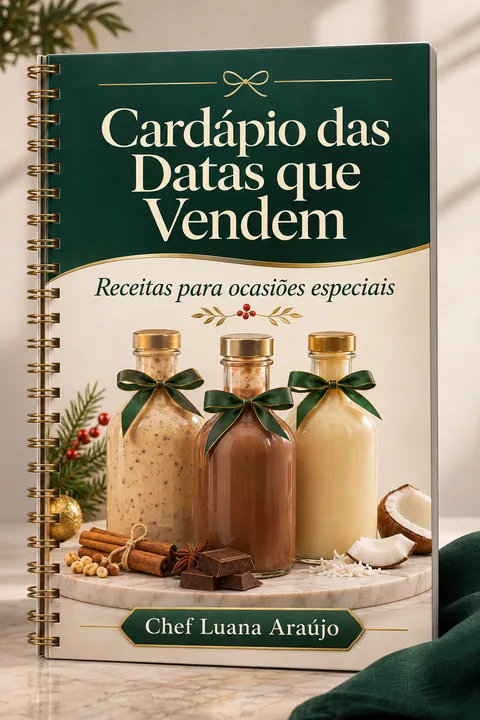 Cardápio das
Datas que
Vendem
Receitas para ocasiões especiais
Chef Luana Araújo